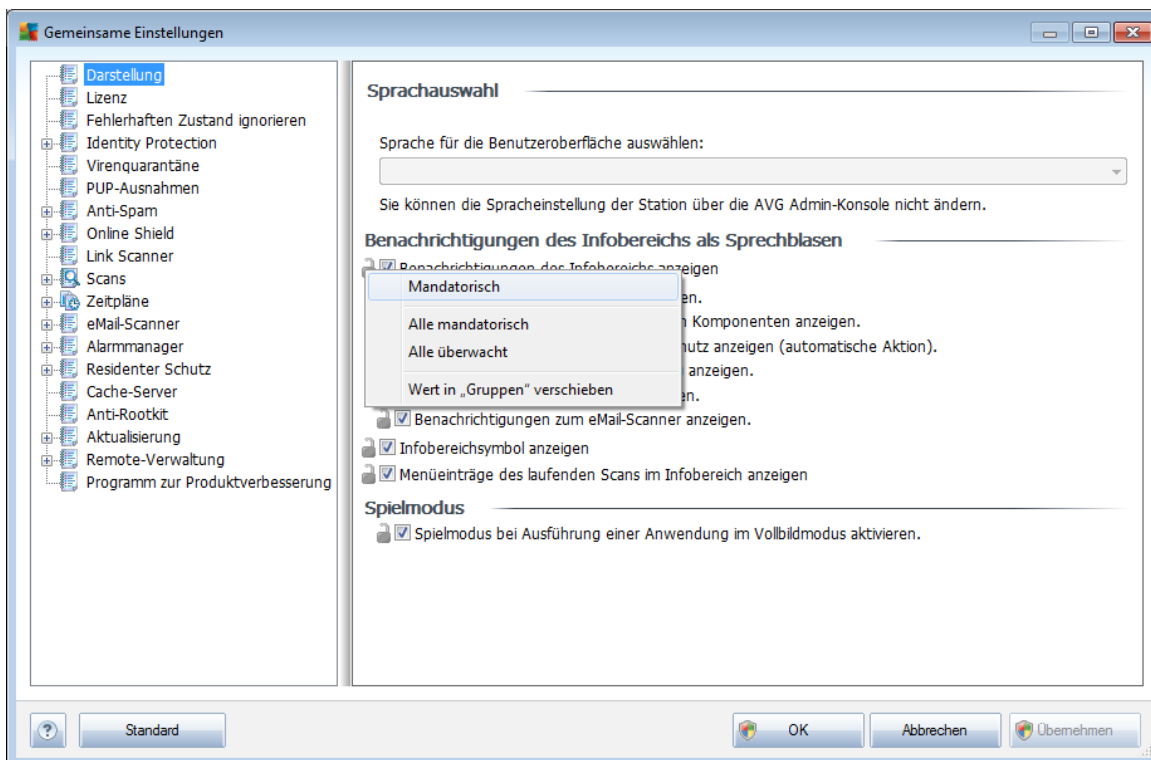 Gemeinsame Einstellungen
Darstellung
Lizenz
Fehlerhaften Zustand ignorieren
Identity Protection
Virenquarantäne
PUP-Ausnahmen
Anti-Spam
Online Shield
Link Scanner
Scans
Zeitpläne
eMail-Scanner
Alarmmanager
Residenter Schutz
Cache-Server
Anti-Rootkit
Aktualisierung
Remote-Verwaltung
Programm zur Produktverbesserung
Sprachauswahl
Sprache für die Benutzeroberfläche auswählen:
Sie können die Spracheinstellung der Station über die AVG Admin-Konsole nicht ändern.
Benachrichtigungen des Infobereichs als Sprechblasen
Benachrichtigungen des Infobereichs anzeigen
Mandatorisch
en.
Alle mandatorisch
Komponenten anzeigen.
Alle überwacht
utz anzeigen (automatische Aktion).
anzeigen.
Wert in „Gruppen“ verschieben
en.
Benachrichtigungen zum eMail-Scanner anzeigen.
Infobereichsymbol anzeigen
Menüeinträge des laufenden Scans im Infobereich anzeigen
Spielmodus
Spielmodus bei Ausführung einer Anwendung im Vollbildmodus aktivieren.
?
Standard
OK
Abbrechen
Übernehmen